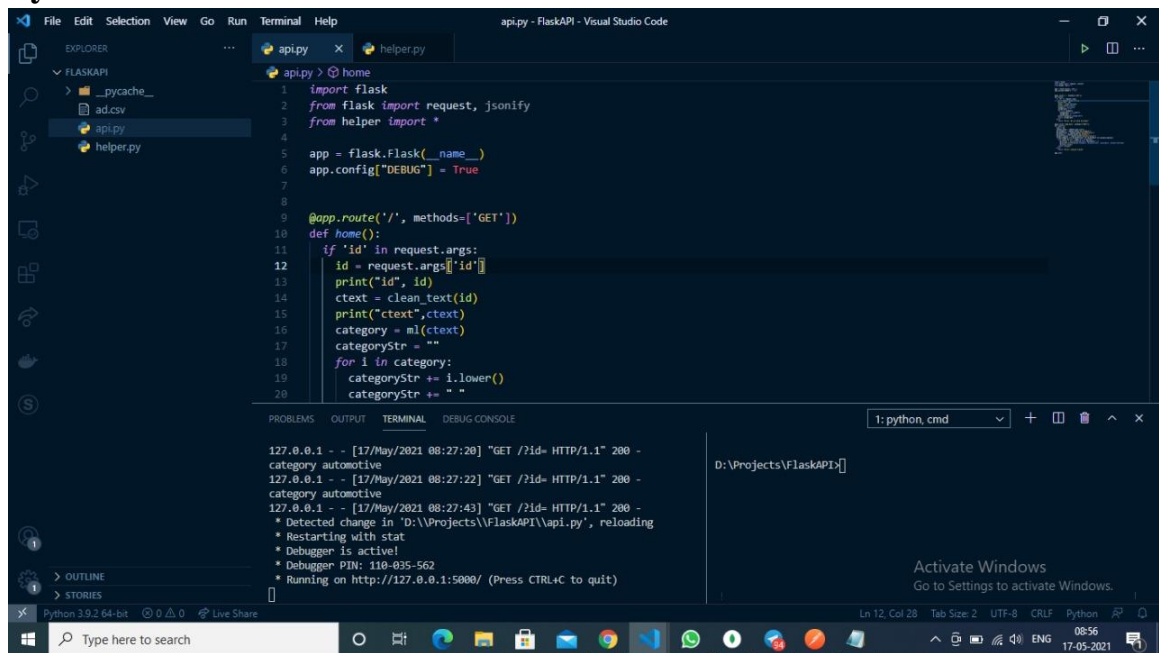 File Edit Selection View Go Run Terminal Help
api.py - FlaskAPI - Visual Studio Code
EXPLORER
FLASKAPI
__pycache__
ad.csv
api.py
helper.py
api.py
helper.py
api.py > home
1 import flask
2 from flask import request, jsonify
3 from helper import *
4
5 app = flask.Flask(__name__)
6 app.config["DEBUG"] = True
7
8
9 @app.route('/', methods=['GET'])
10 def home():
11 if 'id' in request.args:
12 id = request.args['id']
13 print("id", id)
14 ctext = clean_text(id)
15 print("ctext",ctext)
16 category = ml(ctext)
17 categoryStr = ""
18 for i in category:
19 categoryStr += i.lower()
20 categoryStr += " "
PROBLEMS OUTPUT TERMINAL DEBUG CONSOLE
1: python, cmd
127.0.0.1 - - [17/May/2021 08:27:20] "GET /?id= HTTP/1.1" 200 -
category automotive
127.0.0.1 - - [17/May/2021 08:27:22] "GET /?id= HTTP/1.1" 200 -
category automotive
127.0.0.1 - - [17/May/2021 08:27:43] "GET /?id= HTTP/1.1" 200 -
* Detected change in 'D:\\Projects\\FlaskAPI\\api.py', reloading
* Restarting with stat
* Debugger is active!
* Debugger PIN: 110-035-562
* Running on http://127.0.0.1:5000/ (Press CTRL+C to quit)
D:\Projects\FlaskAPI>
Activate Windows
Go to Settings to activate Windows.
OUTLINE
STORIES
Python 3.9.2 64-bit 0 0 Live Share
Ln 12, Col 28 Tab Size: 2 UTF-8 CRLF Python
Type here to search
ENG
08:56
17-05-2021